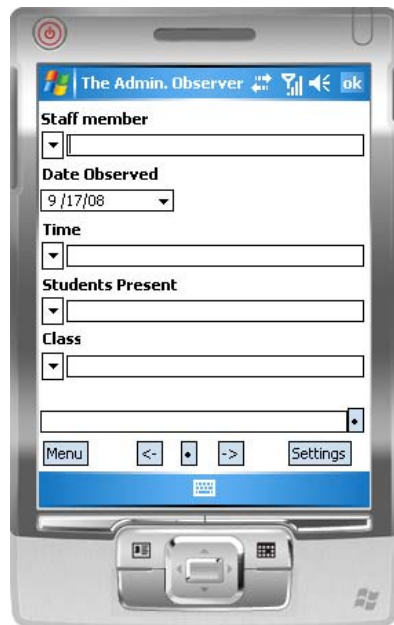 The Admin. Observer ok
Staff member
Date Observed
9 /17/08
Time
Students Present
Class
Menu <- • -> Settings